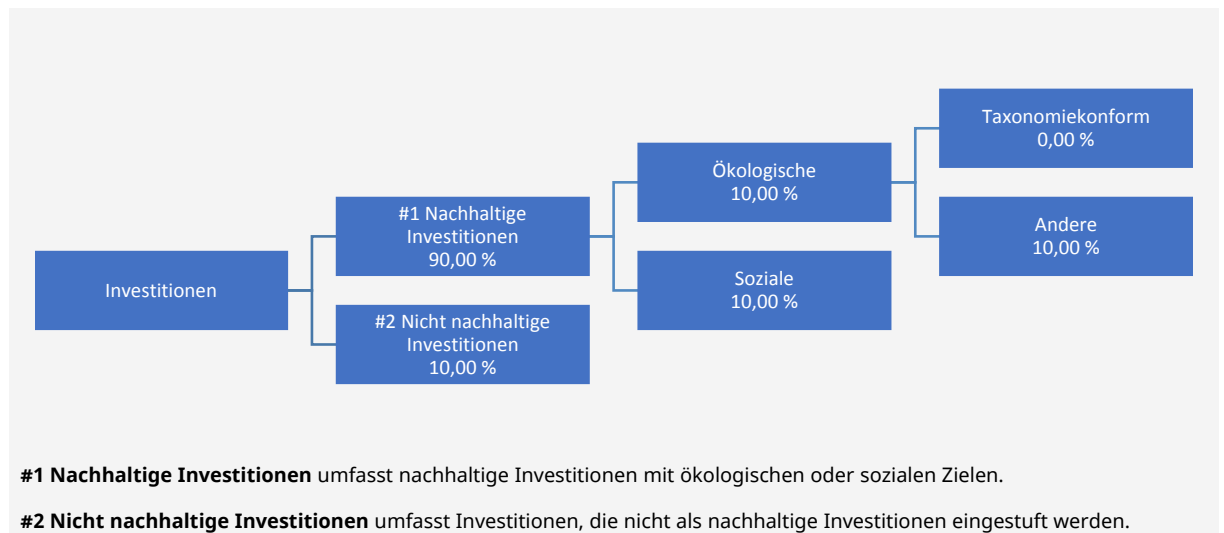 Investitionen
#1 Nachhaltige
Investitionen
90,00 %
#2 Nicht nachhaltige
Investitionen
10,00 %
Ökologische
10,00 %
Soziale
10,00 %
Taxonomiekonform
0,00 %
Andere
10,00 %
#1 Nachhaltige Investitionen umfasst nachhaltige Investitionen mit ökologischen oder sozialen Zielen.
#2 Nicht nachhaltige Investitionen umfasst Investitionen, die nicht als nachhaltige Investitionen eingestuft werden.